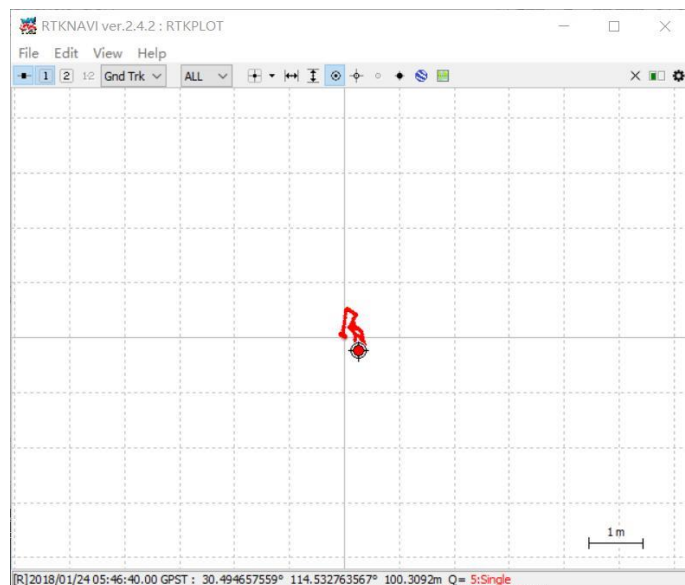 RTKNAVI ver.2.4.2 : RTKPLOT
File Edit View Help
1 2 1-2 Gnd Trk ALL
1 m
[R]2018/01/24 05:46:40.00 GPST : 30.494657559° 114.532763567° 100.3092m Q= 5:Single